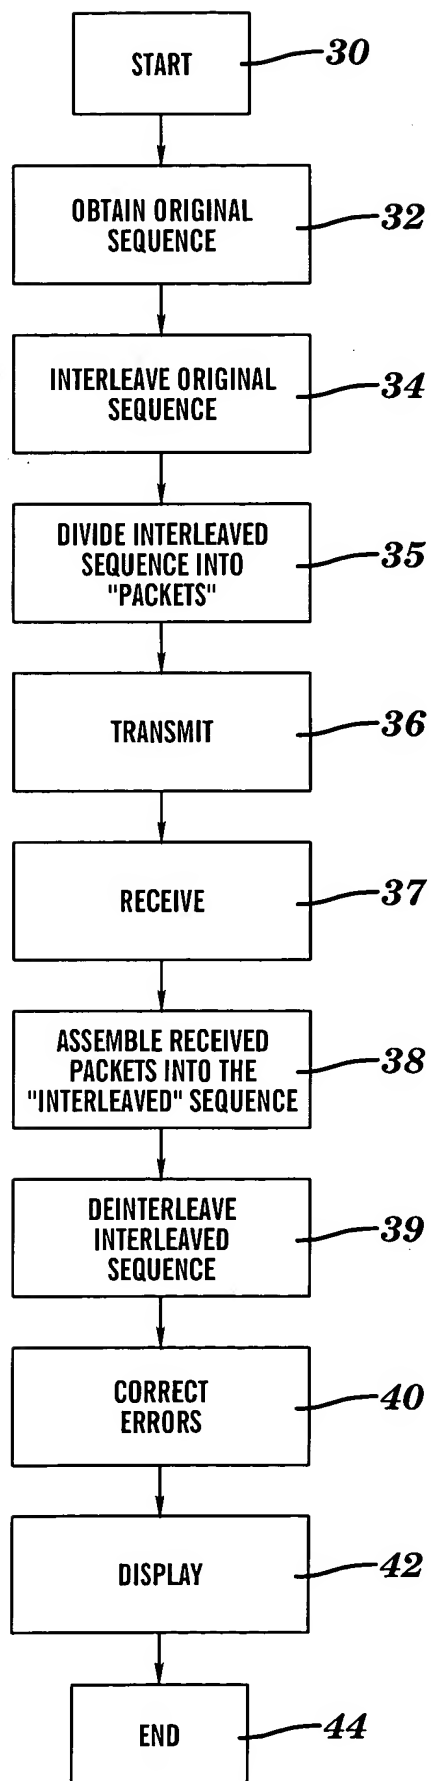 START
30
OBTAIN ORIGINAL
SEQUENCE
32
INTERLEAVE ORIGINAL
SEQUENCE
34
DIVIDE INTERLEAVED
SEQUENCE INTO
"PACKETS"
35
TRANSMIT
36
RECEIVE
37
ASSEMBLE RECEIVED
PACKETS INTO THE
"INTERLEAVED" SEQUENCE
38
DEINTERLEAVE
INTERLEAVED
SEQUENCE
39
CORRECT
ERRORS
40
DISPLAY
42
END
44